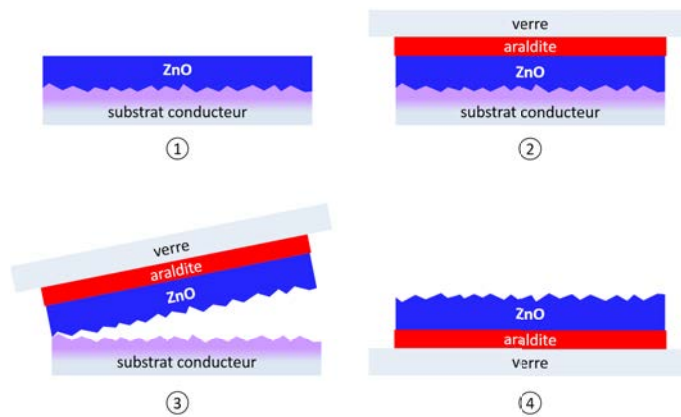 ZnO
substrat conducteur
①
verre
araldite
ZnO
substrat conducteur
②
verre
araldite
ZnO
substrat conducteur
③
ZnO
araldite
verre
④